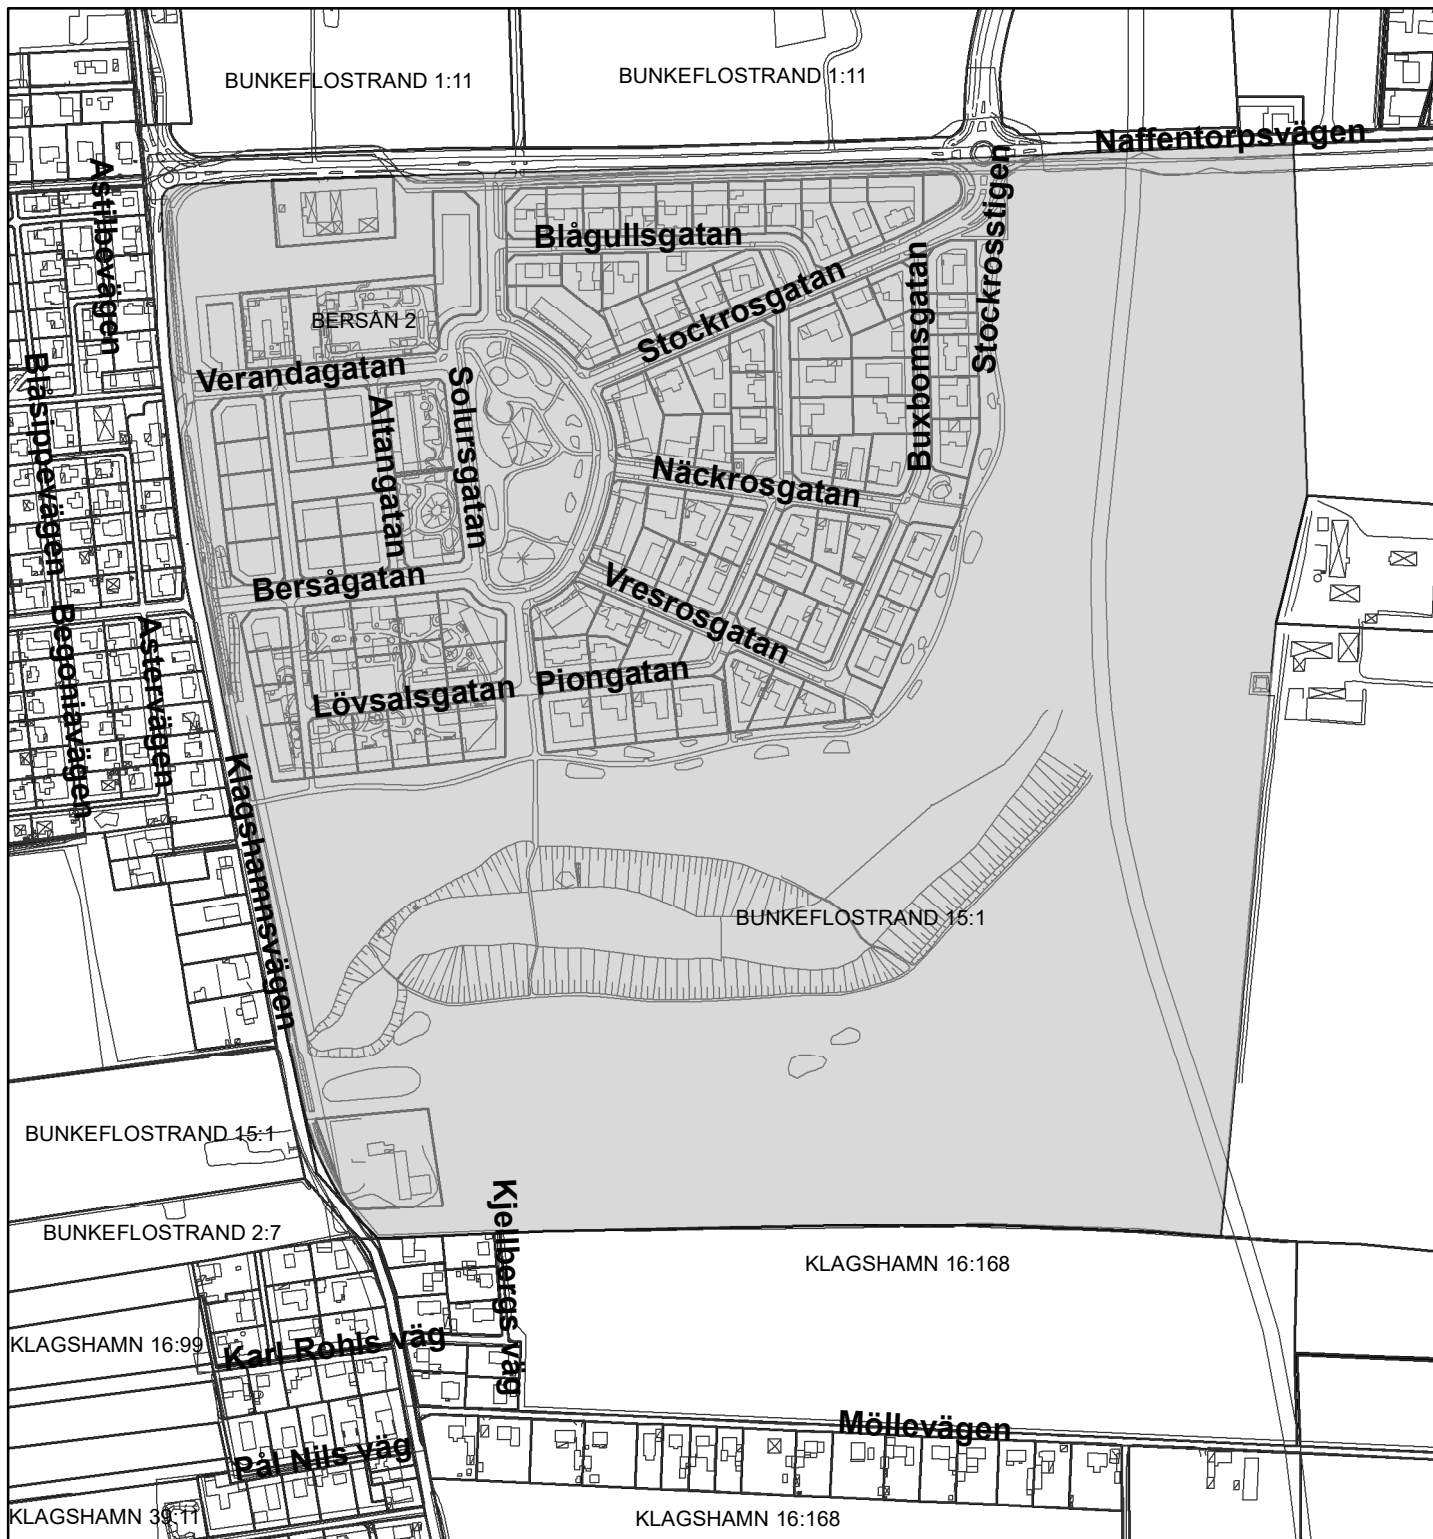 BUNKEFLOSTRAND 1:11
BUNKEFLOSTRAND 1:11
Naffentorpsvägen
Astilbevägen
Blågullsgatan
Stockrosstigen
Stockrosgatan
Buxbomsgatan
BERSÅN 2
Verandagatan
Solursgatan
Altangatan
Blåsippevägen
Näckrosgatan
Bersågatan
Vresrosgatan
Begoniavägen
Astervägen
Lövsalsgatan
Piongatan
Klagshamnsvägen
BUNKEFLOSTRAND 15:1
BUNKEFLOSTRAND 15:1
BUNKEFLOSTRAND 2:7
Kjellbergs väg
KLAGSHAMN 16:168
KLAGSHAMN 16:99
Karl Rohls väg
Möllevägen
Pål Nils väg
KLAGSHAMN 39:11
KLAGSHAMN 16:168